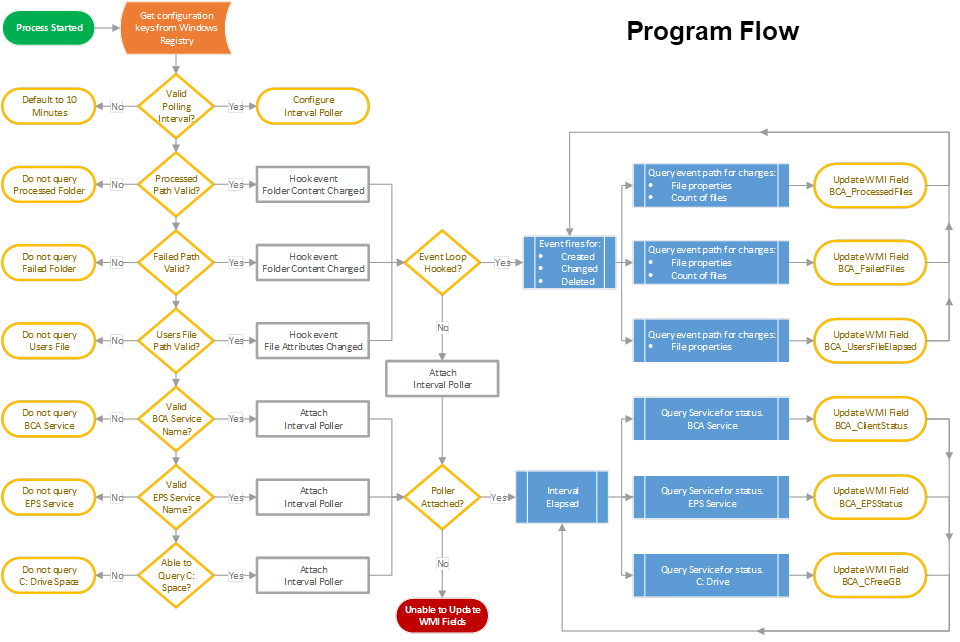 Program Flow
Process Started
Get configuration
keys from Windows
Registry
Default to 10
Minutes
No
Valid
Polling
Interval?
Yes
Configure
Interval Poller
Do not query
Processed Folder
No
Processed
Path Valid?
Yes
Hook event
Folder Content Changed
Query event path for charges:
• File properties
• Count of files
Update WMI Field
BCA_ProcessedFiles
Do not query
Failed Folder
No
Failed Path
Valid?
Yes
Hook event
Folder Content Changed
Event Loop
Hooked?
Yes
Event fires for:
• Created
• Changed
• Deleted
Query event path for charges:
• File properties
• Count of files
Update WMI Field
BCA_FailedFiles
Do not query
Users File
No
Users File
Path Valid?
Yes
Hook event
File Attributes Changed
No
Query event path for charges:
• File properties
Update WMI Field
BCA_UsersFileElapsed
Attach
Interval Poller
Do not query
BCA Service
No
Valid
BCA Service
Name?
Yes
Attach
Interval Poller
Query Service for status.
BCA Service
Update WMI Field
BCA_ClientStatus
Do not query
EPS Service
No
Valid
EPS Service
Name?
Yes
Attach
Interval Poller
Poller
Attached?
Yes
Interval
Elapsed
Query Service for status.
EPS Service
Update WMI Field
BCA_EPSStatus
Do not query
C: Drive Space
No
Able to
Query C:
Space?
Yes
Attach
Interval Poller
No
Query Service for status.
C: Drive
Update WMI Field
BCA_CFreeGB
Unable to Update
WMI Fields